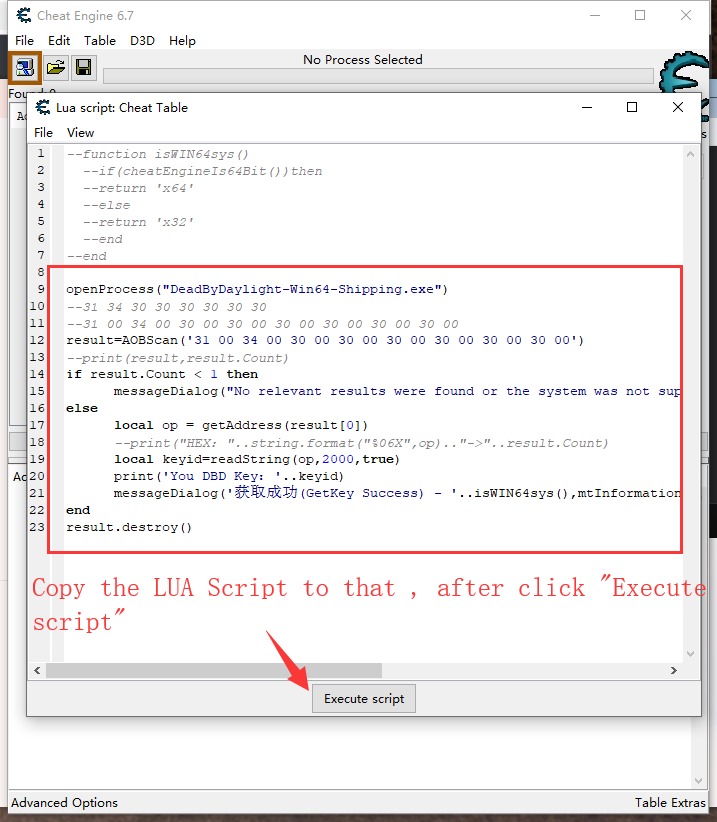 Cheat Engine 6.7
File Edit Table D3D Help
No Process Selected
Lua script: Cheat Table
File View
1 --function isWIN64sys()
2 --if(cheatEngineIs64Bit())then
3 --return 'x64'
4 --else
5 --return 'x32'
6 --end
7 --end
8
9 openProcess("DeadByDaylight-Win64-Shipping.exe")
10 --31 34 30 30 30 30 30 30
11 --31 00 34 00 30 00 30 00 30 00 30 00 30 00 30 00
12 result=AOBScan('31 00 34 00 30 00 30 00 30 00 30 00 30 00 30 00')
13 --print(result,result.Count)
14 if result.Count < 1 then
15 messageDialog("No relevant results were found or the system was not sup
16 else
17 local op = getAddress(result[0])
18 --print("HEX: "..string.format("%06X",op).."->"..result.Count)
19 local keyid=readString(op,2000,true)
20 print('You DBD Key: '..keyid)
21 messageDialog('获取成功(GetKey Success) - '..isWIN64sys(),mtInformation
22 end
23 result.destroy()
Copy the LUA Script to that , after click "Execute
script"
Execute script
Advanced Options Table Extras